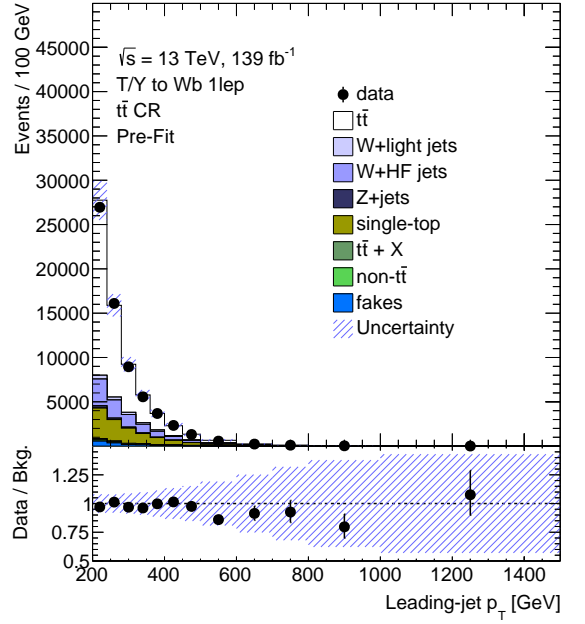 Events / 100 GeV
45000
40000
35000
30000
25000
20000
15000
10000
5000
√s = 13 TeV, 139 fb⁻¹
T/Y to Wb 1lep
tt̄ CR
Pre-Fit
data
tt̄
W+light jets
W+HF jets
Z+jets
single-top
tt̄ + X
non-tt̄
fakes
Uncertainty
Data / Bkg.
1.25
1
0.75
0.5
200 400 600 800 1000 1200 1400
Leading-jet p_T [GeV]